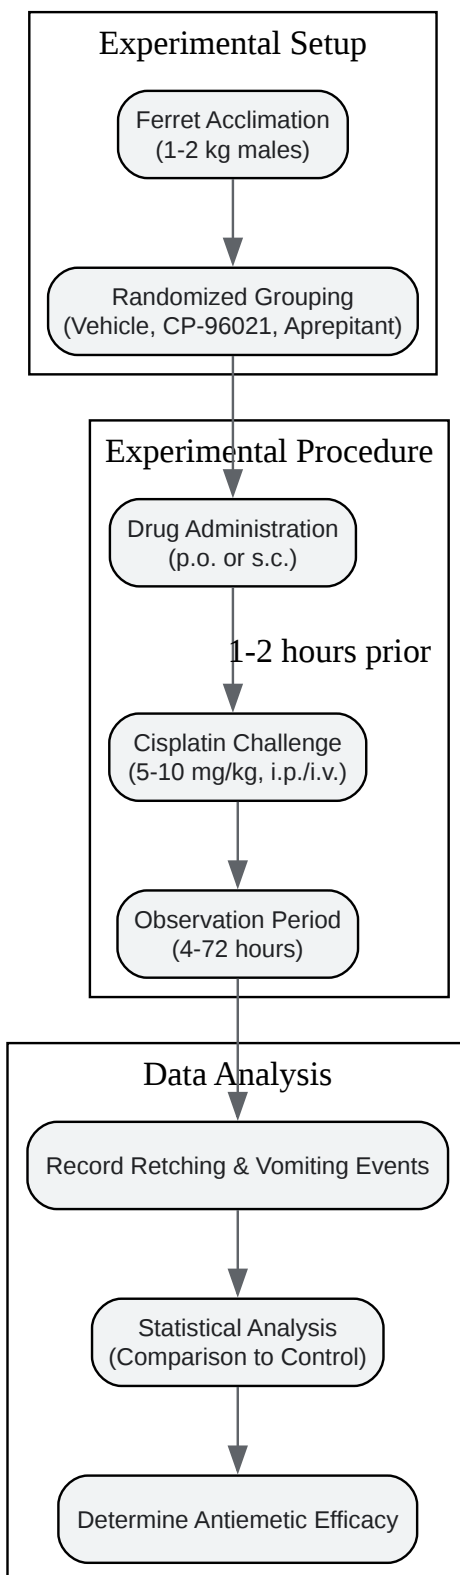 Experimental Setup
Ferret Acclimation
(1-2 kg males)
Randomized Grouping
(Vehicle, CP-96021, Aprepitant)
Experimental Procedure
Drug Administration
(p.o. or s.c.)
1-2 hours prior
Cisplatin Challenge
(5-10 mg/kg, i.p./i.v.)
Observation Period
(4-72 hours)
Data Analysis
Record Retching & Vomiting Events
Statistical Analysis
(Comparison to Control)
Determine Antiemetic Efficacy